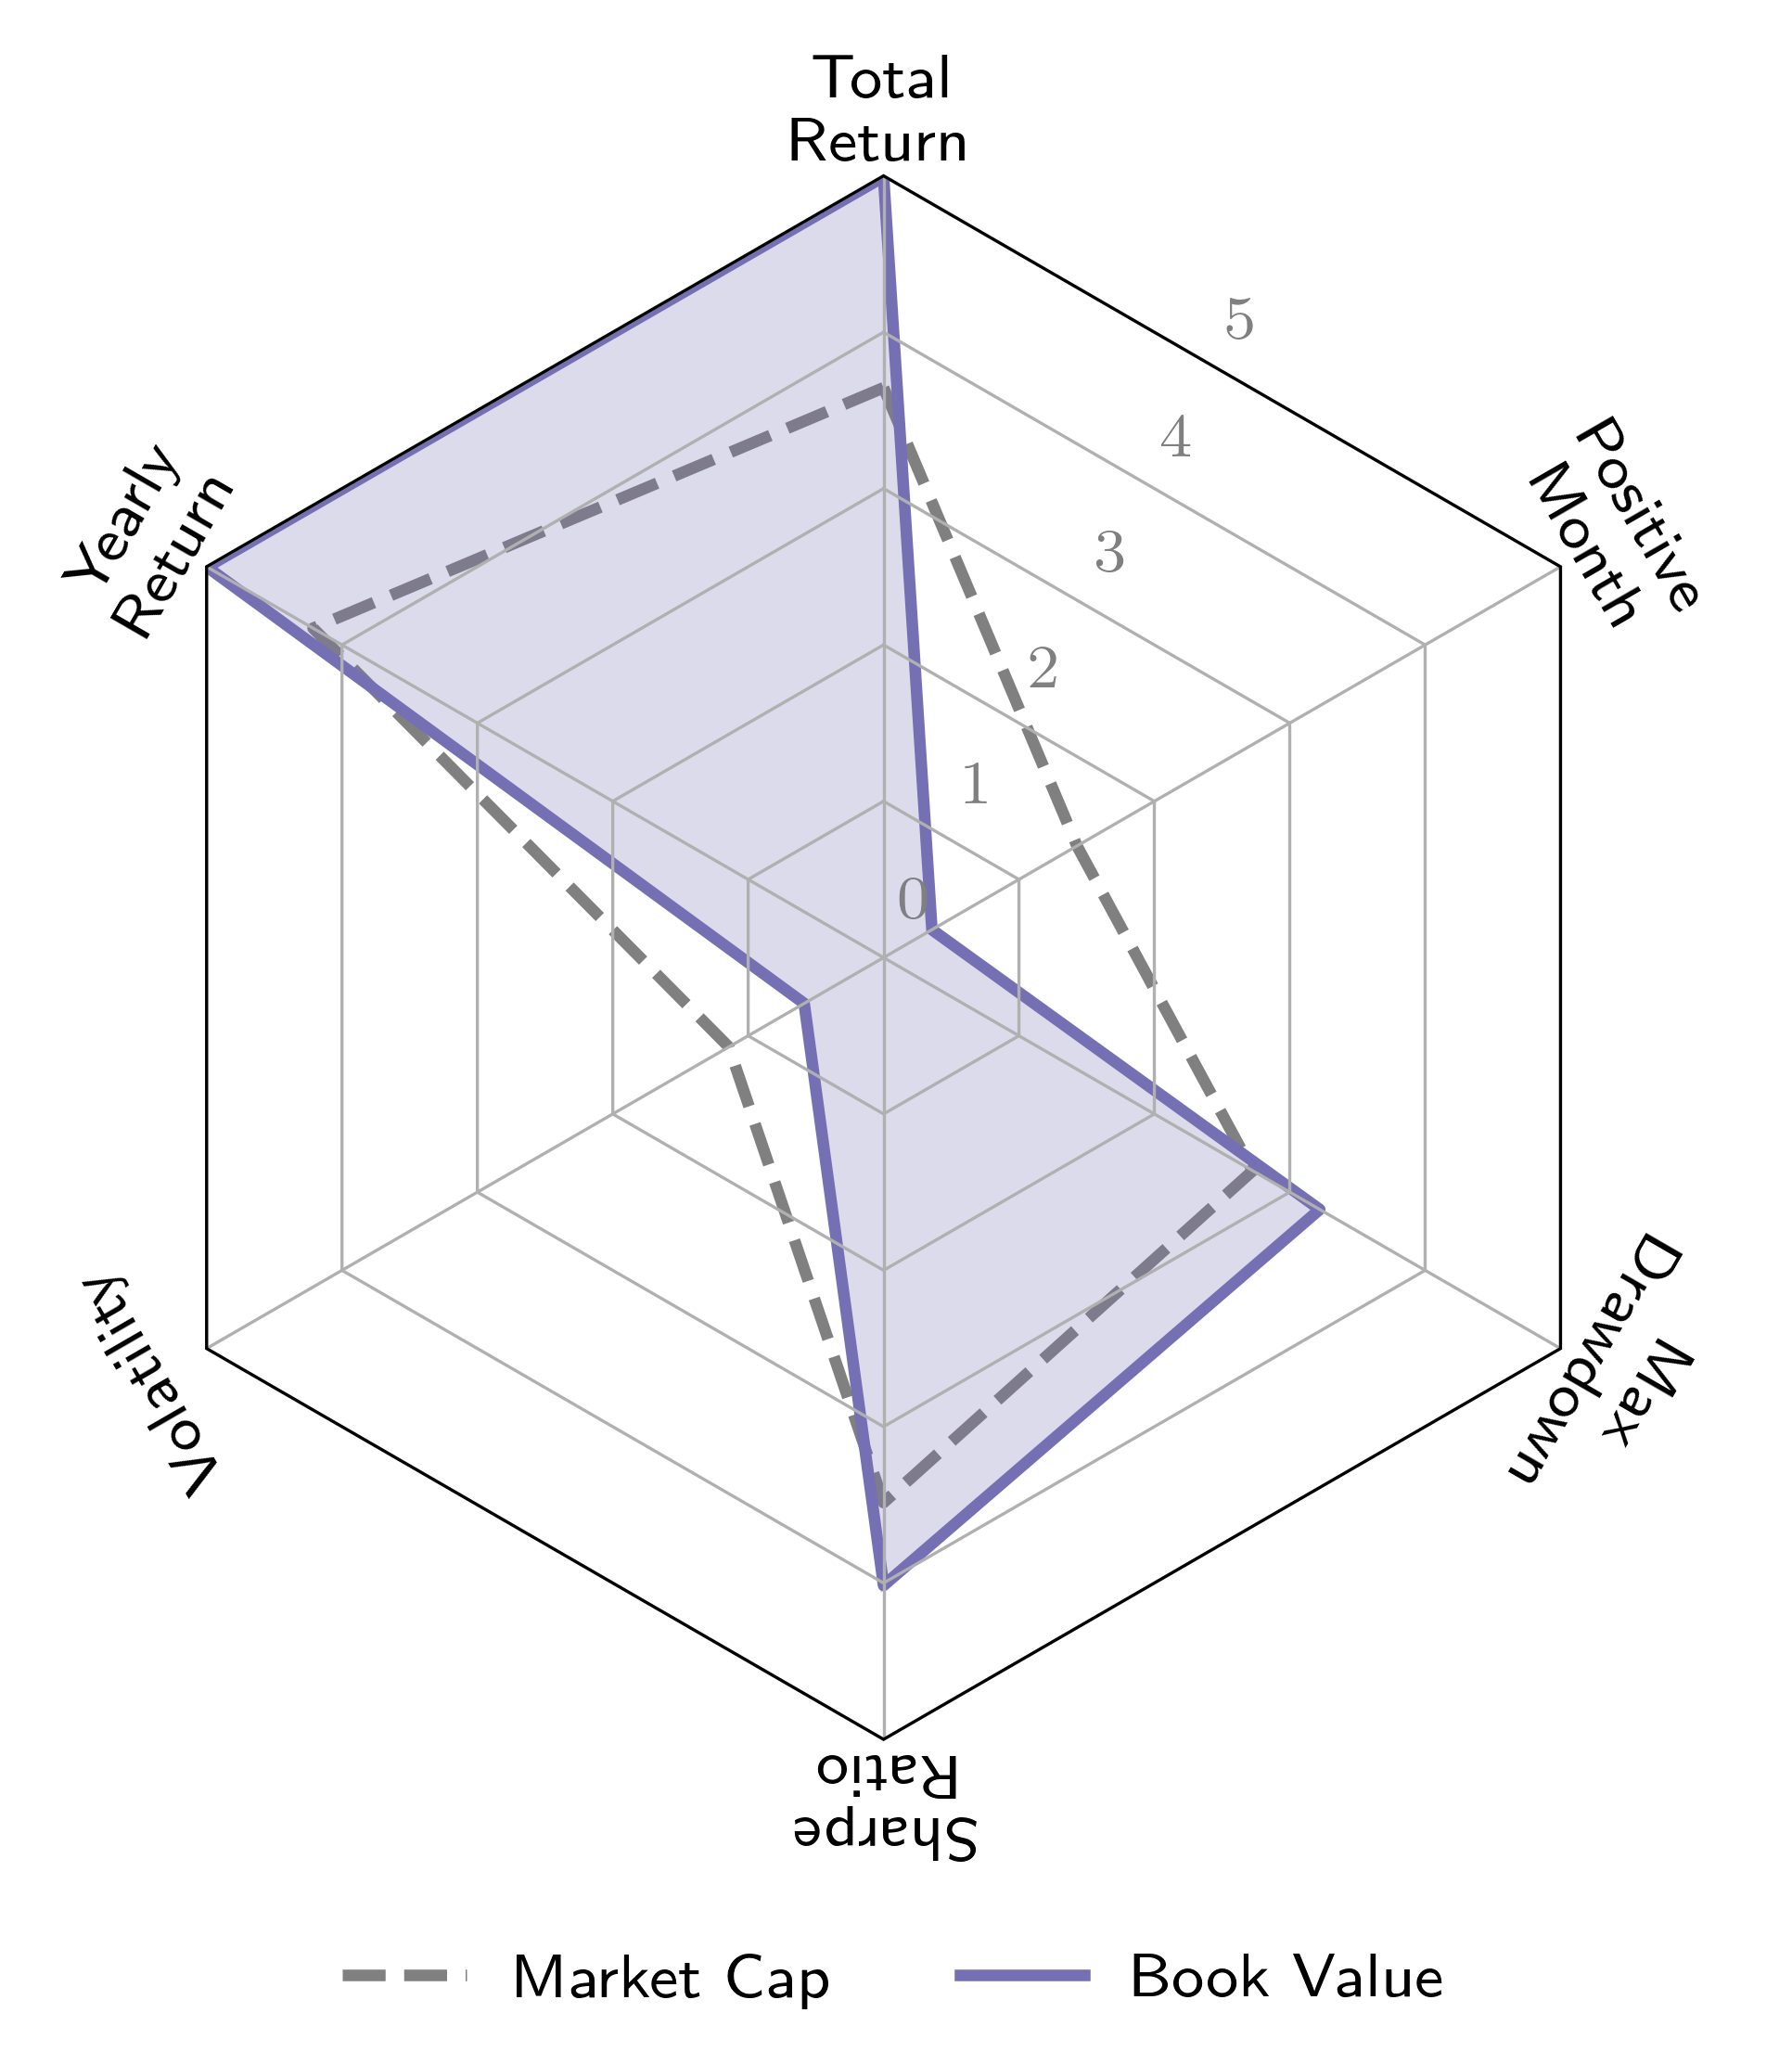 Total
Return
5
4
3
2
1
0
Positive
Month
Yearly
Return
Max
Drawdown
Volatility
Sharpe
Ratio
Market Cap
Book Value